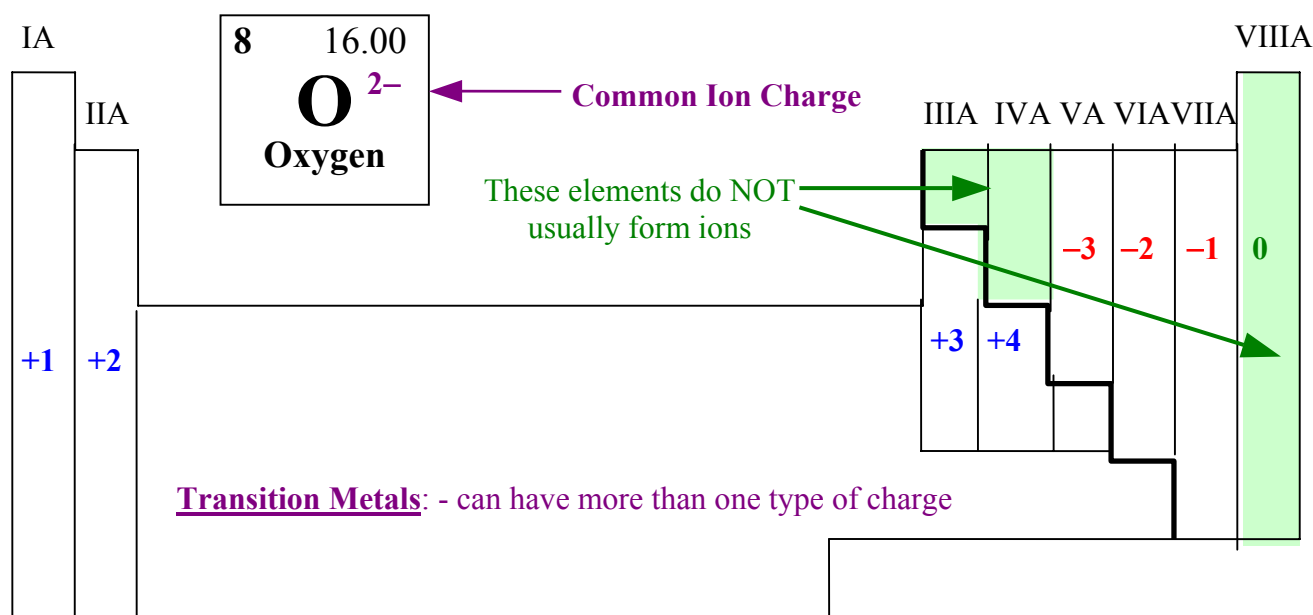 IA
8 16.00
O 2–
Oxygen
Common Ion Charge
VIIIA
IIA
IIIA IVA VA VIA VIIA
These elements do NOT
usually form ions
–3 –2 –1 0
+1 +2 +3 +4
Transition Metals: - can have more than one type of charge